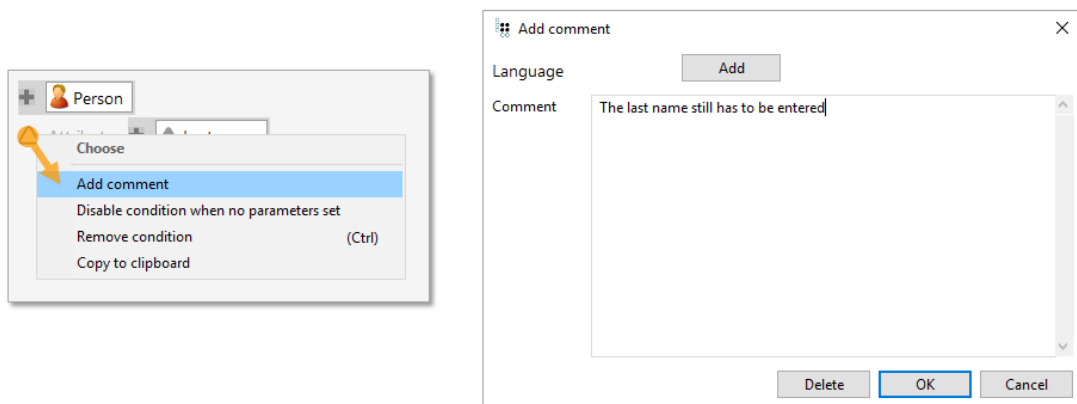 Person
Choose
Add comment
Disable condition when no parameters set
Remove condition (Ctrl)
Copy to clipboard
Add comment
Language Add
Comment The last name still has to be entered
Delete OK Cancel